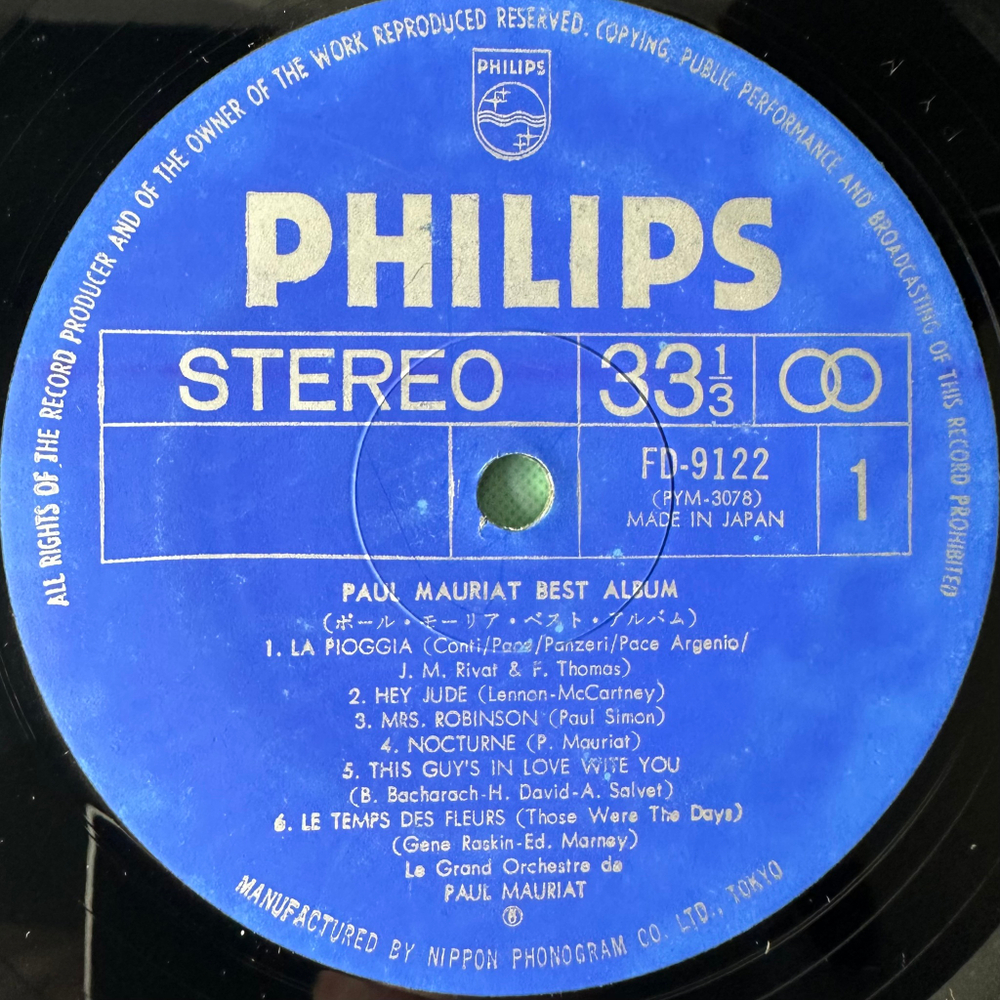 ALL RIGHTS OF THE RECORD PRODUCER AND OF THE OWNER OF THE WORK REPRODUCED RESERVED. COPYING, PUBLIC PERFORMANCE AND BROADCASTING OF THIS RECORD PROHIBITED
PHILIPS
PHILIPS
STEREO 33 1/3
FD-9122 1
(PYM-3078)
MADE IN JAPAN
PAUL MAURIAT BEST ALBUM
(ポール・モーリア・ベスト・アルバム)
1. LA PIOGGIA (Conti/Pace/Panzeri/Pace Argenio/
J. M. Rivat & F. Thomas)
2. HEY JUDE (Lennon-McCartney)
3. MRS. ROBINSON (Paul Simon)
4. NOCTURNE (P. Mauriat)
5. THIS GUY'S IN LOVE WITE YOU
(B. Bacharach-H. David-A. Salvet)
6. LE TEMPS DES FLEURS (Those Were The Days)
(Gene Raskin-Ed. Marney)
Le Grand Orchestre de
PAUL MAURIAT
MANUFACTURED BY NIPPON PHONOGRAM CO. LTD., TOKYO